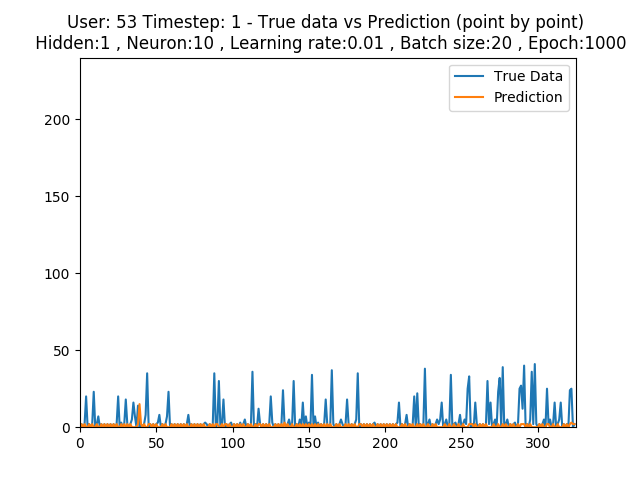 User: 53 Timestep: 1 - True data vs Prediction (point by point)
Hidden:1 , Neuron:10 , Learning rate:0.01 , Batch size:20 , Epoch:1000
True Data
Prediction
200
150
100
50
0
0 50 100 150 200 250 300